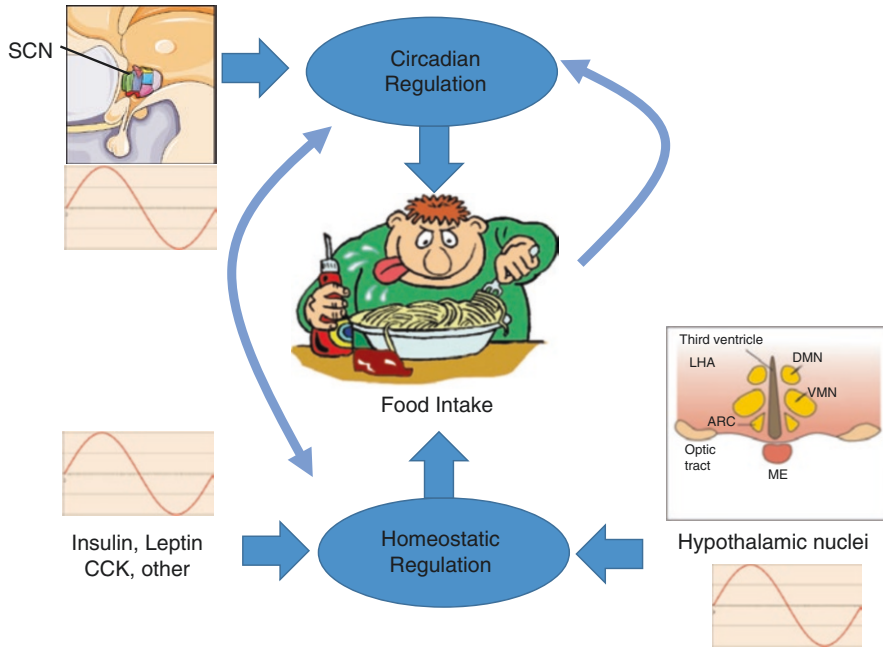 SCN
Circadian
Regulation
Food Intake
Third ventricle
LHA
DMN
VMN
ARC
Optic
tract
ME
Insulin, Leptin
CCK, other
Homeostatic
Regulation
Hypothalamic nuclei